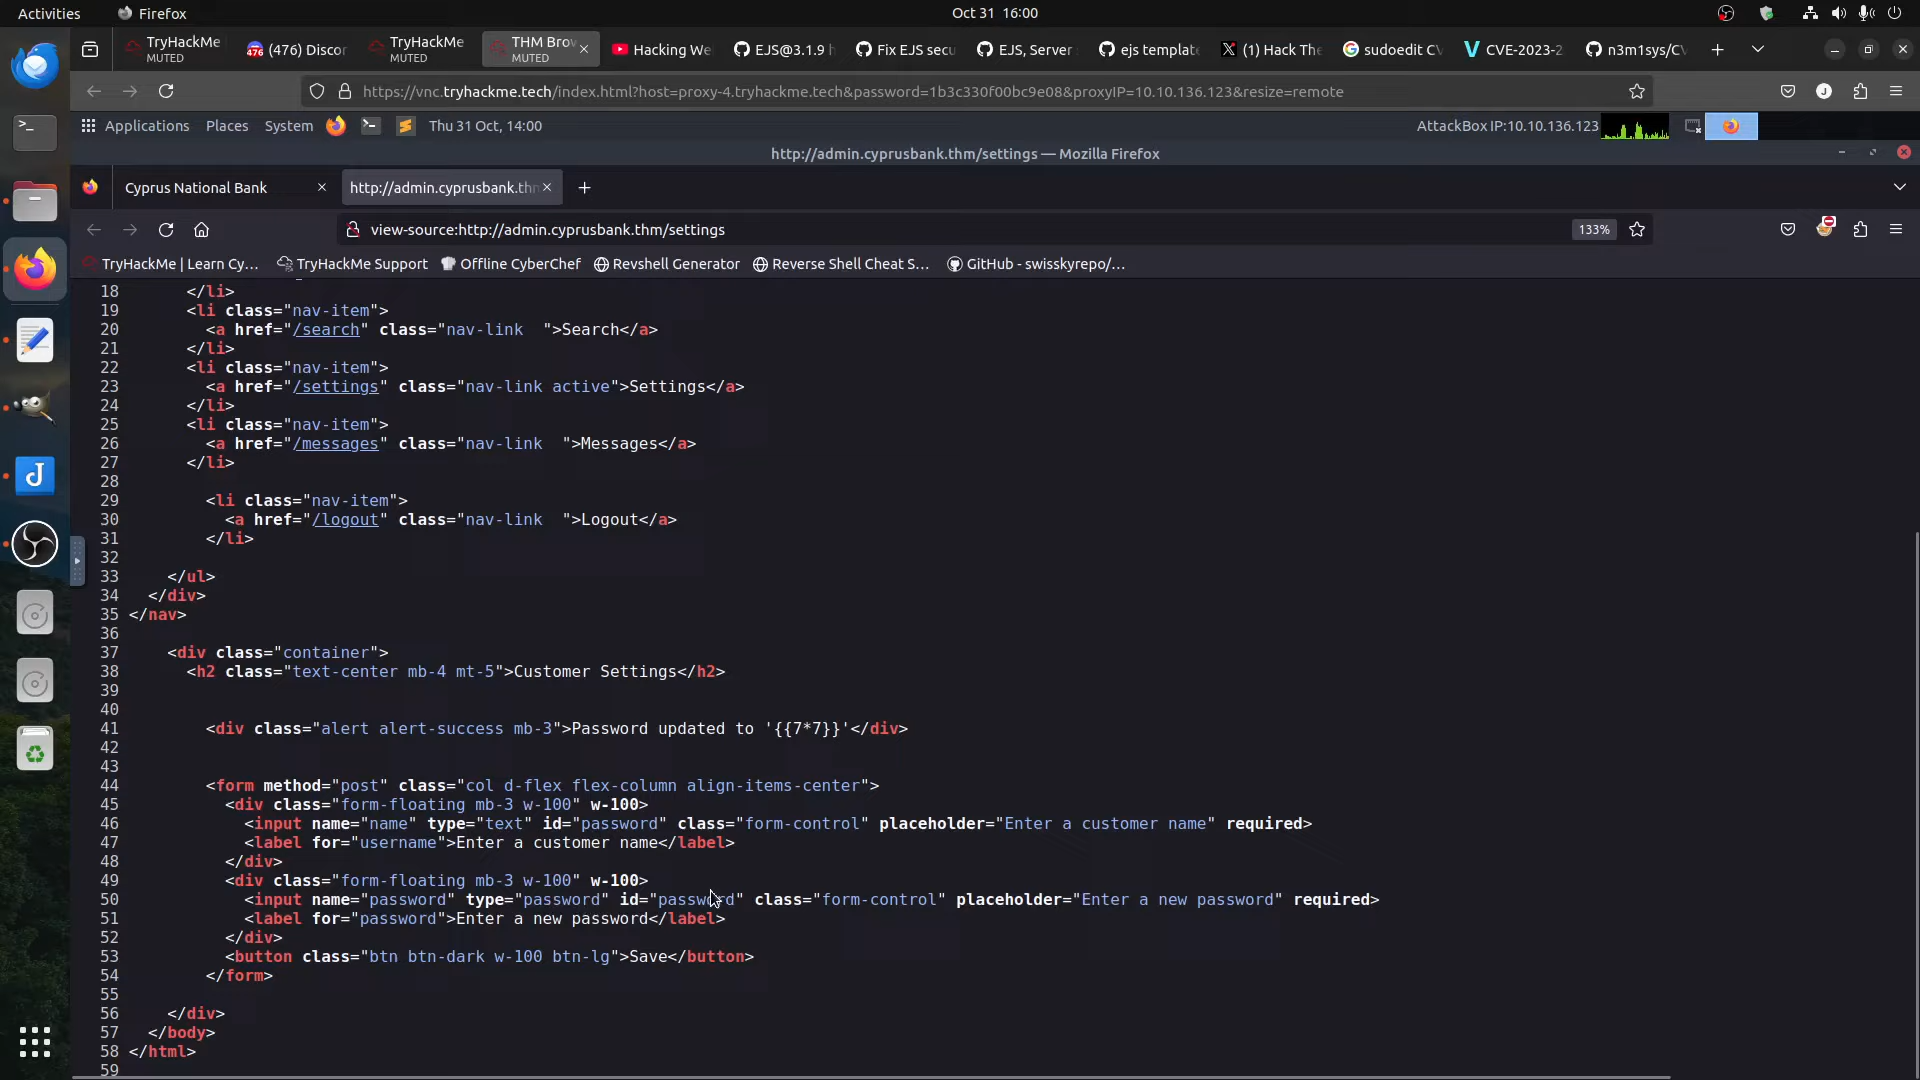 Activities
Firefox
Oct 31 16:00
TryHackMe
MUTED
(476) Discor
TryHackMe
MUTED
THM Brov
MUTED
Hacking We
EJS@3.1.9 h
Fix EJS secu
EJS, Server
ejs templat
(1) Hack The
sudoedit CV
CVE-2023-2
n3m1sys/CV
https://vnc.tryhackme.tech/index.html?host=proxy-4.tryhackme.tech&password=1b3c330f00bc9e08&proxyIP=10.10.136.123&resize=remote
Applications
Places
System
Thu 31 Oct, 14:00
AttackBox IP:10.10.136.123
http://admin.cyprusbank.thm/settings — Mozilla Firefox
Cyprus National Bank
http://admin.cyprusbank.thm
view-source:http://admin.cyprusbank.thm/settings
133%
TryHackMe | Learn Cy...
TryHackMe Support
Offline CyberChef
Revshell Generator
Reverse Shell Cheat S...
GitHub - swisskyrepo/...
18 </li>
19 <li class="nav-item">
20 <a href="/search" class="nav-link  ">Search</a>
21 </li>
22 <li class="nav-item">
23 <a href="/settings" class="nav-link active">Settings</a>
24 </li>
25 <li class="nav-item">
26 <a href="/messages" class="nav-link  ">Messages</a>
27 </li>
28
29 <li class="nav-item">
30 <a href="/logout" class="nav-link  ">Logout</a>
31 </li>
32
33 </ul>
34 </div>
35 </nav>
36
37 <div class="container">
38 <h2 class="text-center mb-4 mt-5">Customer Settings</h2>
39
40
41 <div class="alert alert-success mb-3">Password updated to '{{7*7}}'</div>
42
43
44 <form method="post" class="col d-flex flex-column align-items-center">
45 <div class="form-floating mb-3 w-100" w-100>
46 <input name="name" type="text" id="password" class="form-control" placeholder="Enter a customer name" required>
47 <label for="username">Enter a customer name</label>
48 </div>
49 <div class="form-floating mb-3 w-100" w-100>
50 <input name="password" type="password" id="password" class="form-control" placeholder="Enter a new password" required>
51 <label for="password">Enter a new password</label>
52 </div>
53 <button class="btn btn-dark w-100 btn-lg">Save</button>
54 </form>
55
56 </div>
57 </body>
58 </html>
59